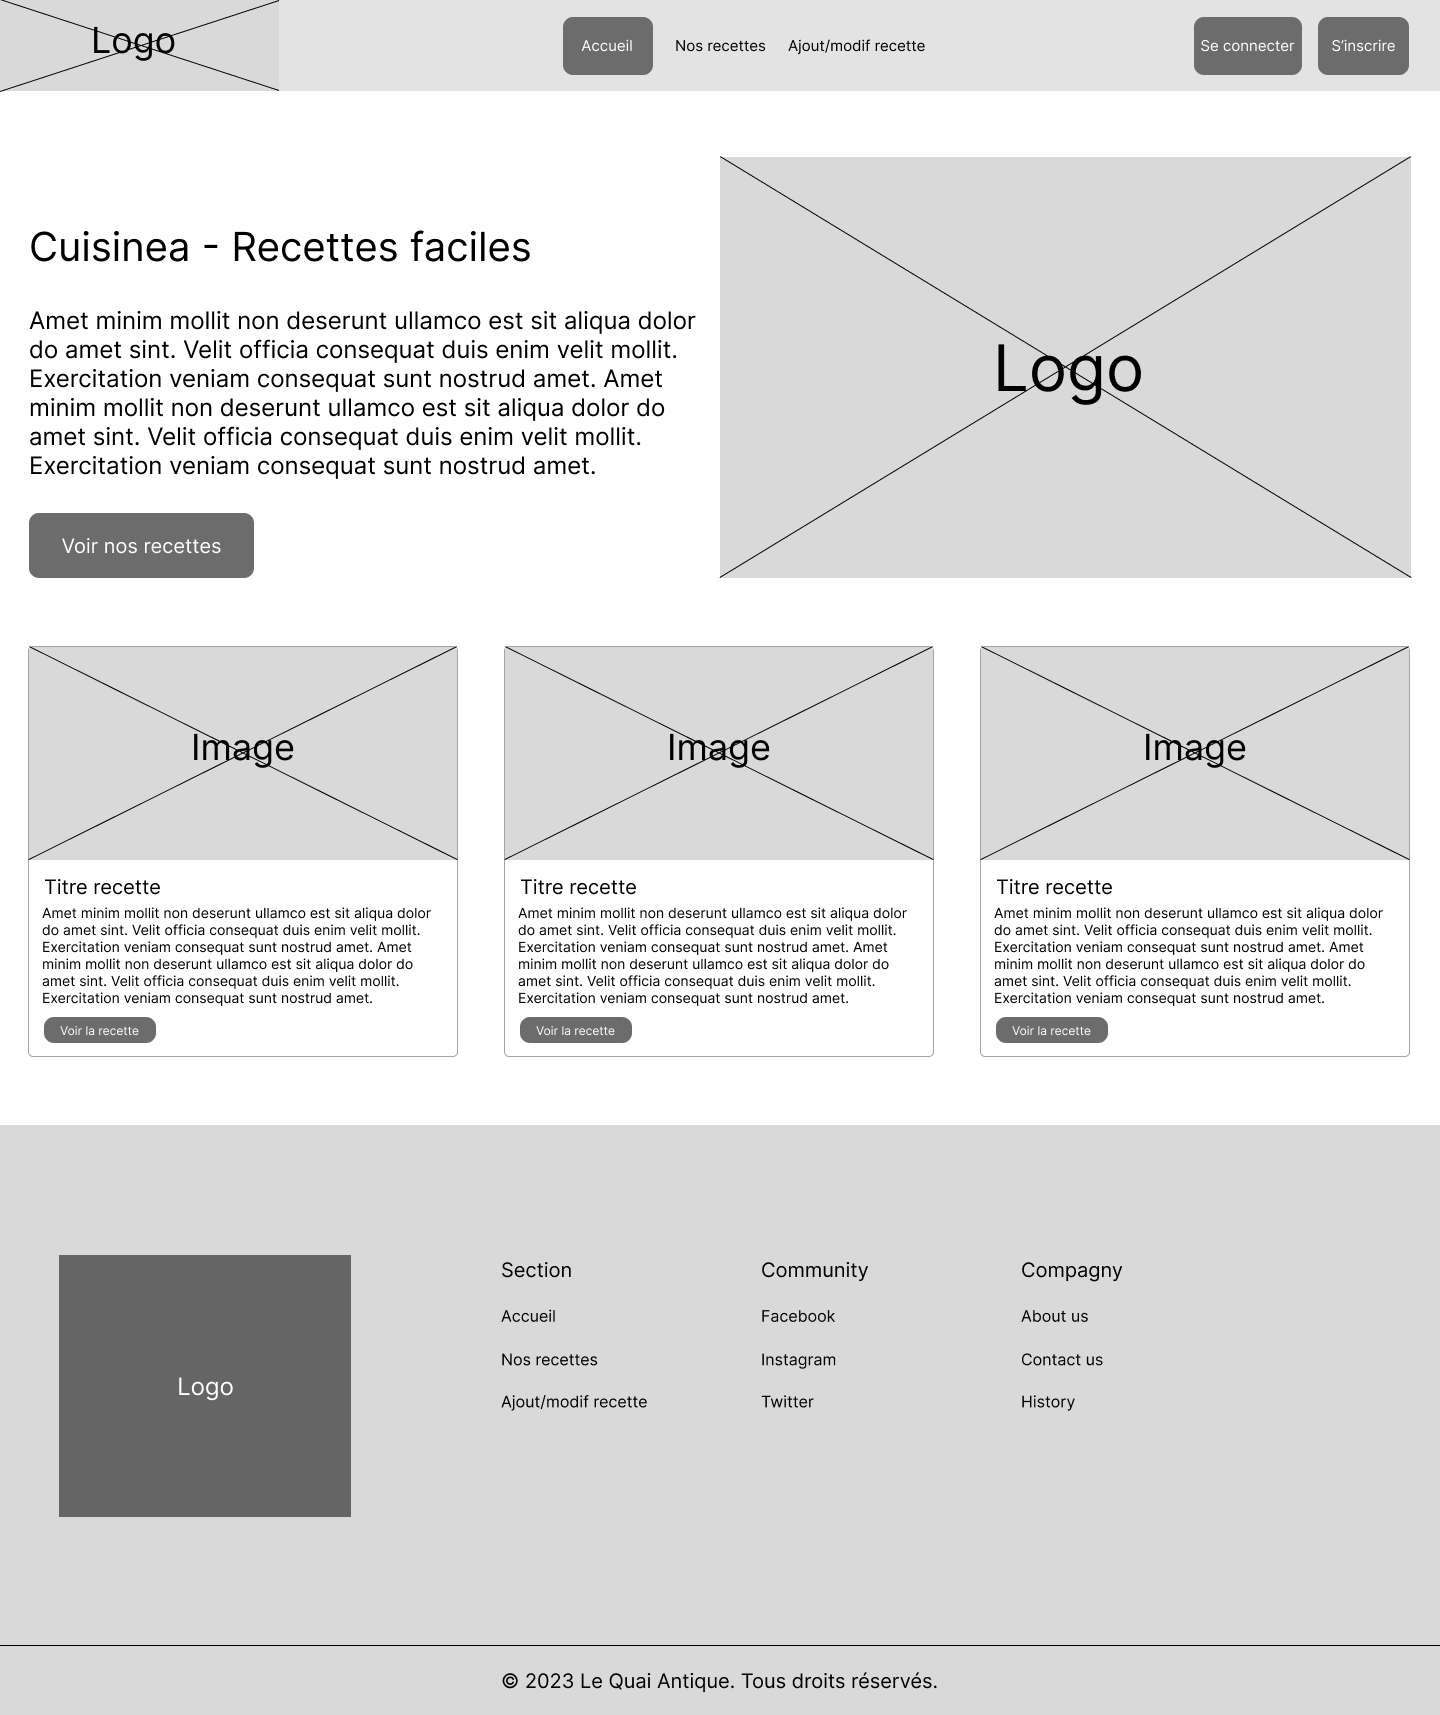 Logo
Accueil
Nos recettes
Ajout/modif recette
Se connecter
S'inscrire
Cuisinea - Recettes faciles
Amet minim mollit non deserunt ullamco est sit aliqua dolor
do amet sint. Velit officia consequat duis enim velit mollit.
Exercitation veniam consequat sunt nostrud amet. Amet
minim mollit non deserunt ullamco est sit aliqua dolor do
amet sint. Velit officia consequat duis enim velit mollit.
Exercitation veniam consequat sunt nostrud amet.
Voir nos recettes
Logo
Image
Titre recette
Amet minim mollit non deserunt ullamco est sit aliqua dolor
do amet sint. Velit officia consequat duis enim velit mollit.
Exercitation veniam consequat sunt nostrud amet. Amet
minim mollit non deserunt ullamco est sit aliqua dolor do
amet sint. Velit officia consequat duis enim velit mollit.
Exercitation veniam consequat sunt nostrud amet.
Voir la recette
Image
Titre recette
Amet minim mollit non deserunt ullamco est sit aliqua dolor
do amet sint. Velit officia consequat duis enim velit mollit.
Exercitation veniam consequat sunt nostrud amet. Amet
minim mollit non deserunt ullamco est sit aliqua dolor do
amet sint. Velit officia consequat duis enim velit mollit.
Exercitation veniam consequat sunt nostrud amet.
Voir la recette
Image
Titre recette
Amet minim mollit non deserunt ullamco est sit aliqua dolor
do amet sint. Velit officia consequat duis enim velit mollit.
Exercitation veniam consequat sunt nostrud amet. Amet
minim mollit non deserunt ullamco est sit aliqua dolor do
amet sint. Velit officia consequat duis enim velit mollit.
Exercitation veniam consequat sunt nostrud amet.
Voir la recette
Logo
Section
Accueil
Nos recettes
Ajout/modif recette
Community
Facebook
Instagram
Twitter
Compagny
About us
Contact us
History
© 2023 Le Quai Antique. Tous droits réservés.